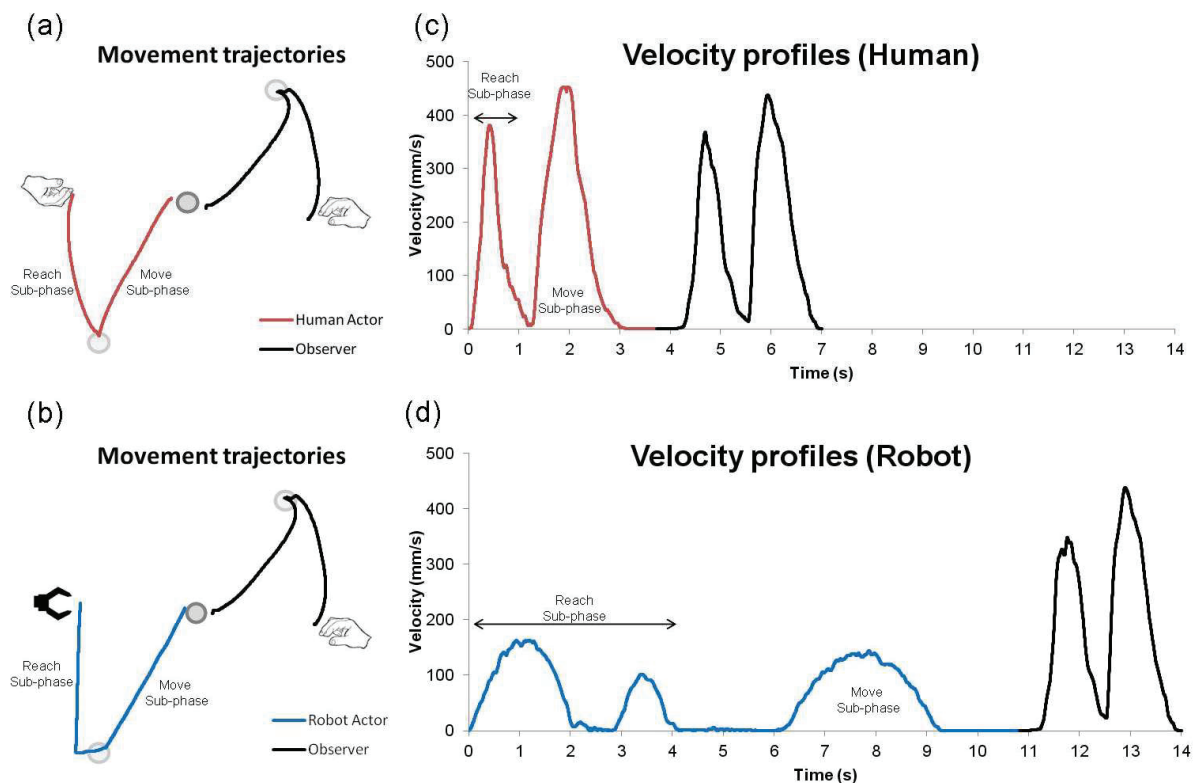 (a)
Movement trajectories
Reach
Sub-phase
Move
Sub-phase
Human Actor
Observer
(c)
Velocity profiles (Human)
Reach
Sub-phase
Velocity (mm/s)
500
400
300
200
100
0
Move
Sub-phase
0 1 2 3 4 5 6 7 8 9 10 11 12 13 14
Time (s)
(b)
Movement trajectories
Reach
Sub-phase
Move
Sub-phase
Robot Actor
Observer
(d)
Velocity profiles (Robot)
Velocity (mm/s)
500
400
300
200
100
0
Reach
Sub-phase
Move
Sub-phase
0 1 2 3 4 5 6 7 8 9 10 11 12 13 14
Time (s)